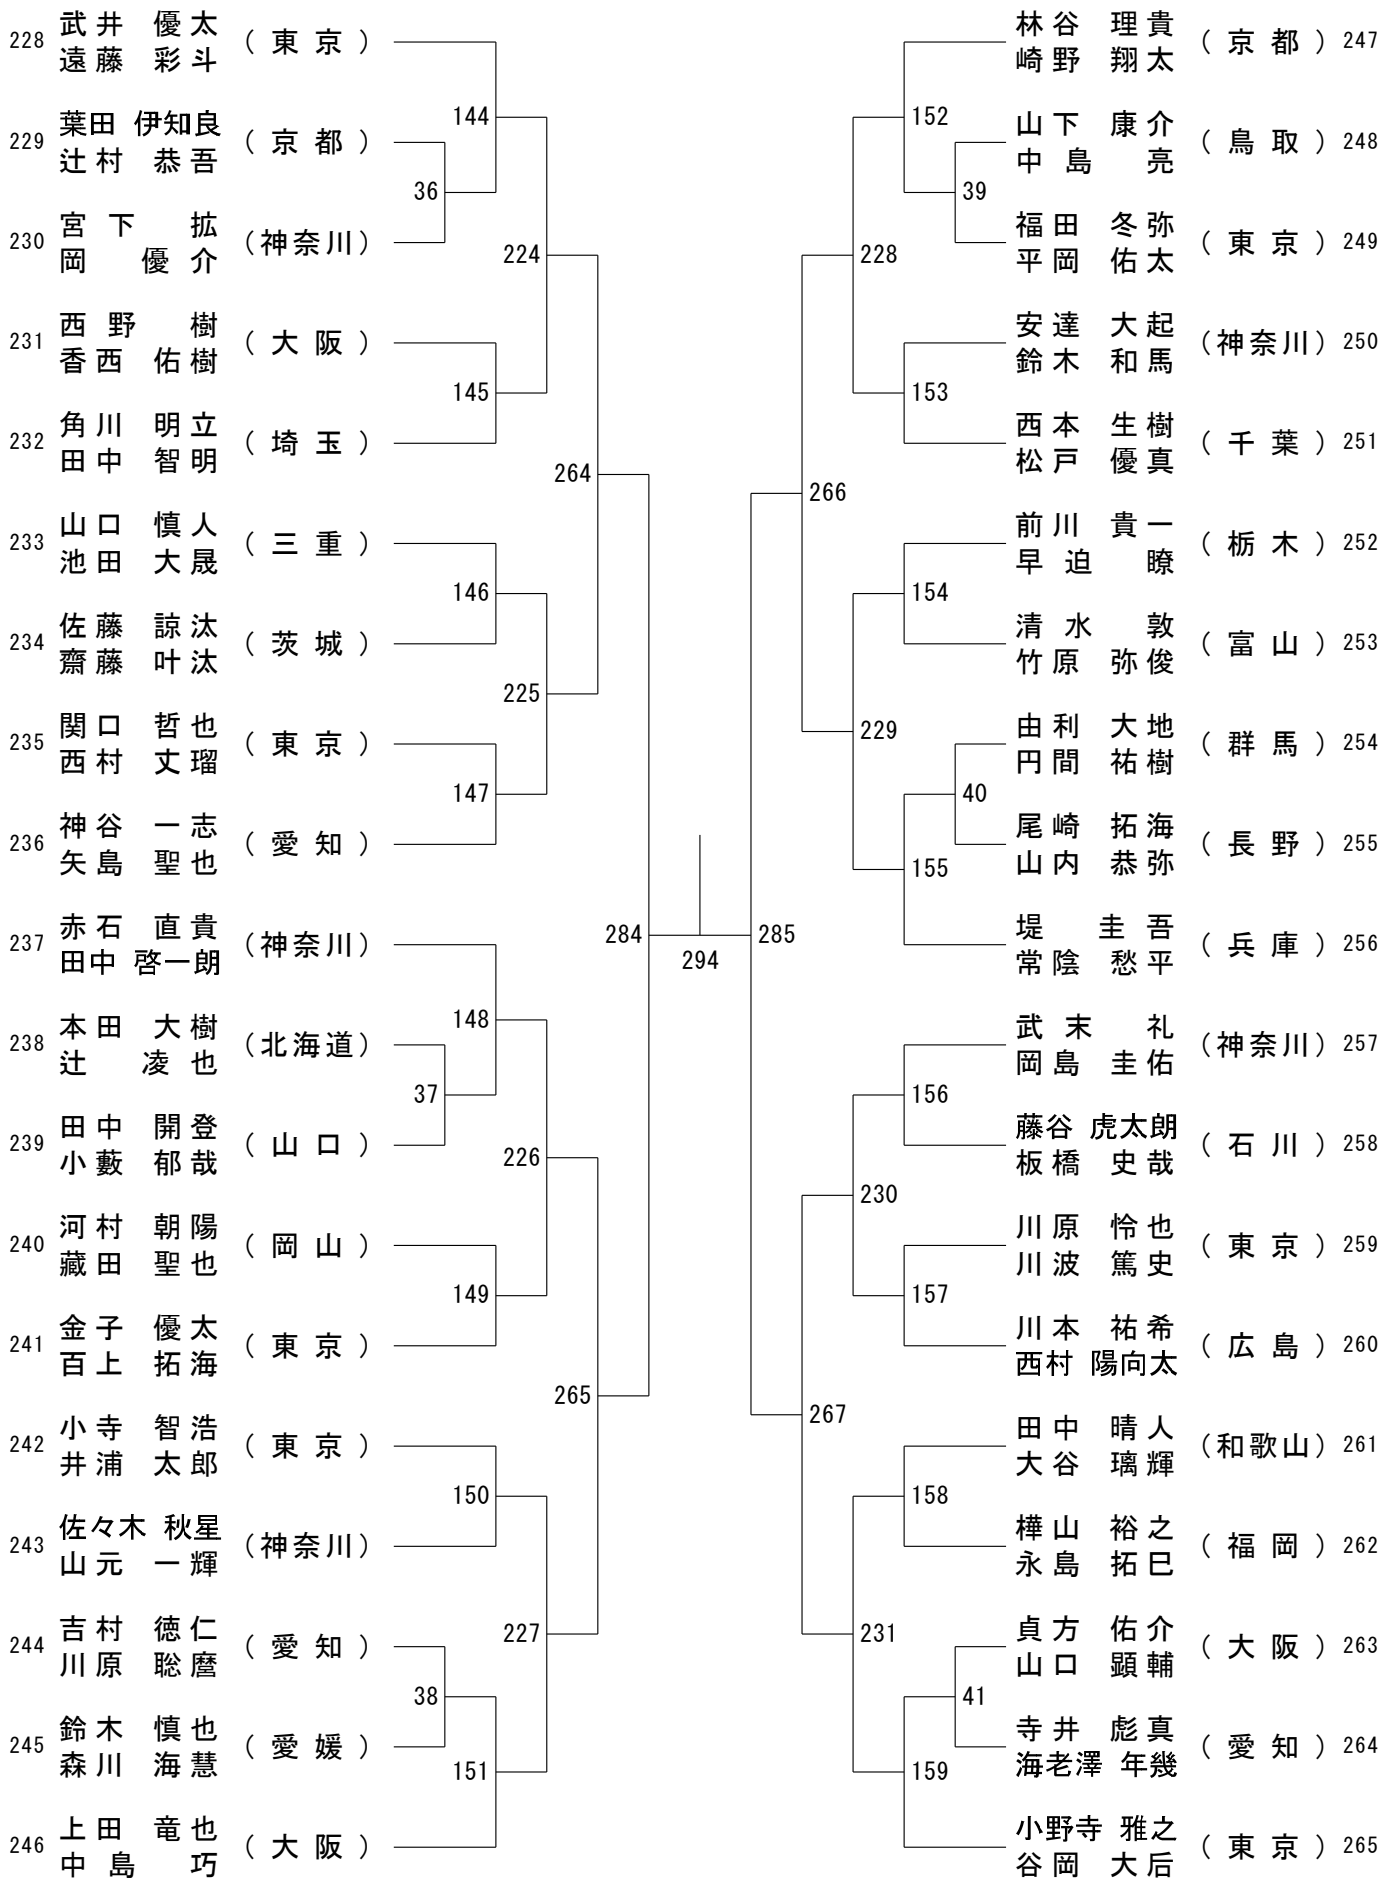 228 武井 優太 (東京)
遠藤 彩斗
144
229 葉田 伊知良 (京都)
辻村 恭吾
36
230 宮下 拡 (神奈川)
岡 優介
224
231 西野 樹 (大阪)
香西 佑樹
145
232 角川 明立 (埼玉)
田中 智明
264
233 山口 慎人 (三重)
池田 大晟
146
234 佐藤 諒汰 (茨城)
齋藤 叶汰
225
235 関口 哲也 (東京)
西村 丈瑠
147
236 神谷 一志 (愛知)
矢島 聖也
284
237 赤石 直貴 (神奈川)
田中 啓一朗
148
238 本田 大樹 (北海道)
辻 凌也
37
239 田中 開登 (山口)
小藪 郁哉
226
240 河村 朝陽 (岡山)
藏田 聖也
149
241 金子 優太 (東京)
百上 拓海
265
242 小寺 智浩 (東京)
井浦 太郎
150
243 佐々木 秋星 (神奈川)
山元 一輝
227
244 吉村 徳仁 (愛知)
川原 聡麿
38
245 鈴木 慎也 (愛媛)
森川 海慧
151
246 上田 竜也 (大阪)
中島 巧
294
林谷 理貴 (京都) 247
崎野 翔太
152
山下 康介 (鳥取) 248
中島 亮
39
福田 冬弥 (東京) 249
平岡 佑太
228
安達 大起 (神奈川) 250
鈴木 和馬
153
西本 生樹 (千葉) 251
松戸 優真
266
前川 貴一 (栃木) 252
早迫 瞭
154
清水 敦 (富山) 253
竹原 弥俊
229
由利 大地 (群馬) 254
円間 祐樹
40
尾崎 拓海 (長野) 255
山内 恭弥
155
堤 圭吾 (兵庫) 256
常陰 愁平
285
武末 礼 (神奈川) 257
岡島 圭佑
156
藤谷 虎太朗 (石川) 258
板橋 史哉
230
川原 怜也 (東京) 259
川波 篤史
157
川本 祐希 (広島) 260
西村 陽向太
267
田中 晴人 (和歌山) 261
大谷 璃輝
158
樺山 裕之 (福岡) 262
永島 拓巳
231
貞方 佑介 (大阪) 263
山口 顕輔
41
寺井 彪真 (愛知) 264
海老澤 年幾
159
小野寺 雅之 (東京) 265
谷岡 大后